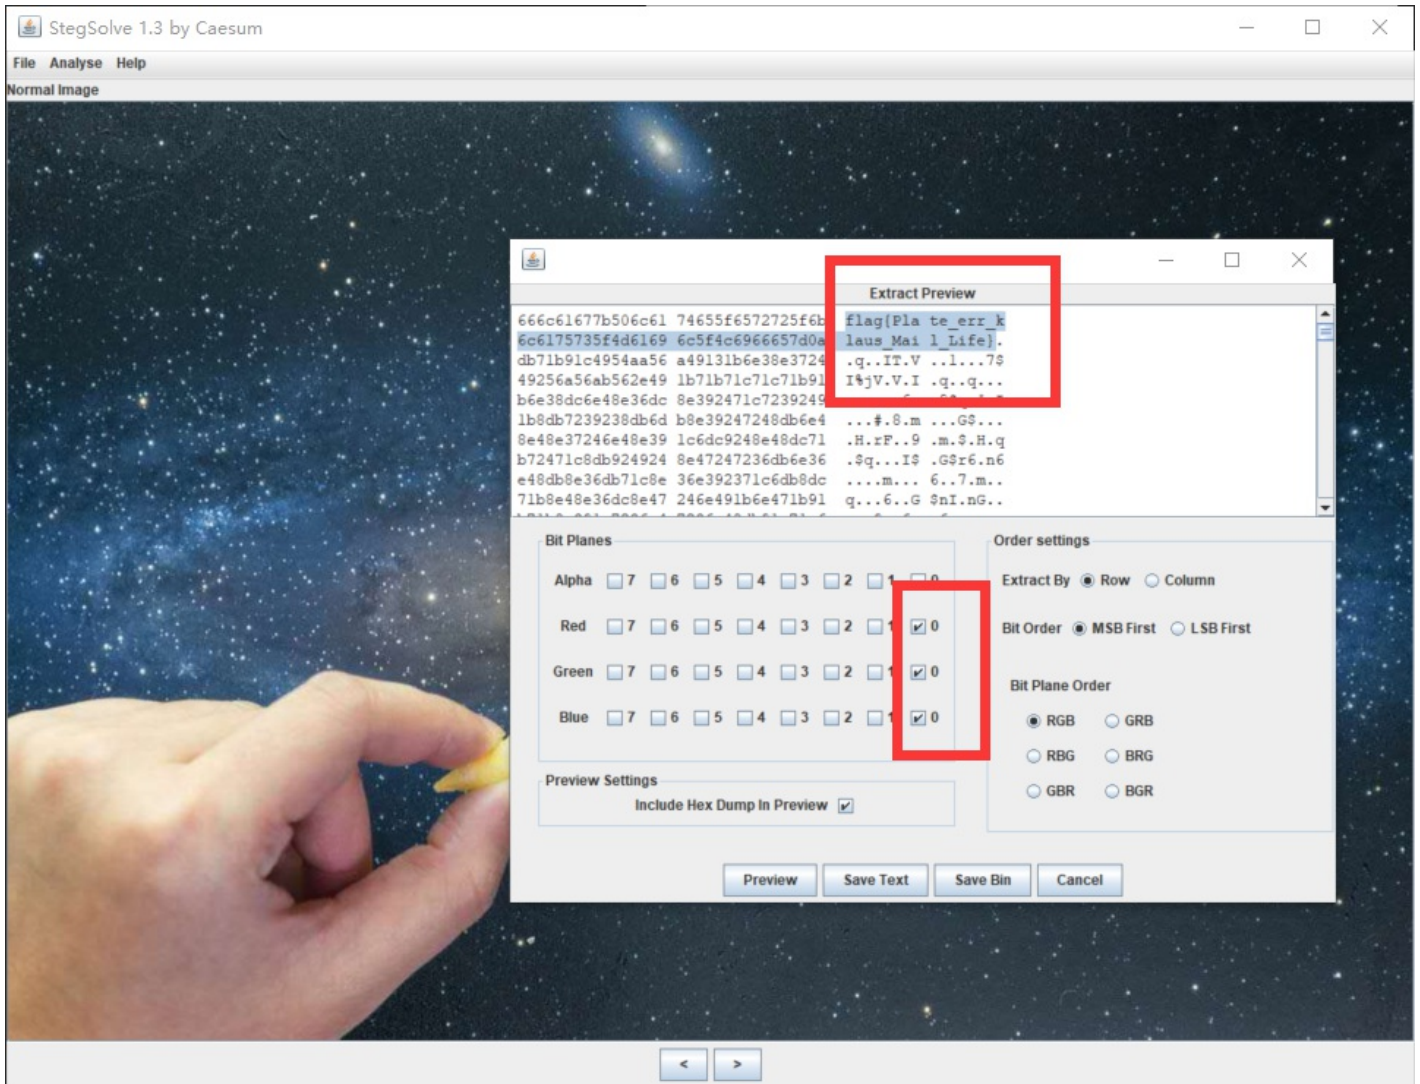 StegSolve 1.3 by Caesum
File Analyse Help
Normal Image
Extract Preview
666c61677b506c61 74655f6572725f6b flag{Pla te_err_k
6c6175735f4d6169 6c5f4c6966657d0a laus_Mai l_Life}.
db71b91c4954aa56 a49131b6e38e3724 .q..IT.V ..1...7$
49256a56ab562e49 1b71b71c71c71b91 I%jV.V.I .q..q...
b6e38dc6e48e36dc 8e392471c7239249
1b8db7239238db6d b8e39247248db6e4 ...#.8.m ...G$...
8e48e37246e48e39 1c6dc9248e48dc71 .H.rF..9 .m.$.H.q
b72471c8db924924 8e47247236db6e36 .$q...I$ .G$r6.n6
e48db8e36db71c8e 36e392371c6db8dc ....m... 6..7.m..
71b8e48e36dc8e47 246e491b6e471b91 q...6..G $nI.nG..
Bit Planes
Alpha 7 6 5 4 3 2 1 0
Red 7 6 5 4 3 2 1 0
Green 7 6 5 4 3 2 1 0
Blue 7 6 5 4 3 2 1 0
Preview Settings
Include Hex Dump In Preview
Order settings
Extract By Row Column
Bit Order MSB First LSB First
Bit Plane Order
RGB GRB
RBG BRG
GBR BGR
Preview Save Text Save Bin Cancel
< >